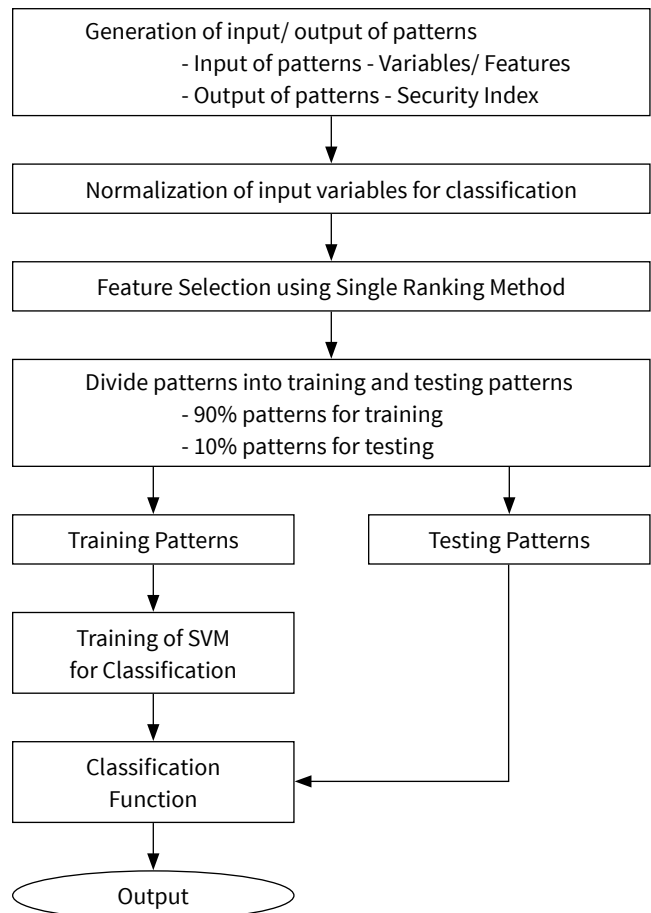 Generation of input/ output of patterns
- Input of patterns - Variables/ Features
- Output of patterns - Security Index
Normalization of input variables for classification
Feature Selection using Single Ranking Method
Divide patterns into training and testing patterns
- 90% patterns for training
- 10% patterns for testing
Training Patterns
Testing Patterns
Training of SVM
for Classification
Classification
Function
Output